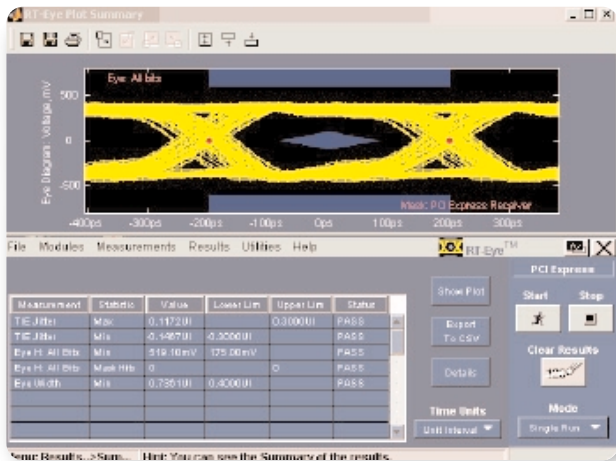 RT-Eye Plot Summary
Eye: All bits
Eye Diagram: Voltage, mV
500
0
-500
Mask: PCI Express Receiver
-400ps -300ps -200ps -100ps 0ps 100ps 200ps 300ps
File Modules Measurements Results Utilities Help
RT-Eye™
PCI Express
Measurement Statistic Value Lower Lim Upper Lim Status
TIE Jitter Max 0.1172UI 0.3000UI PASS
TIE Jitter Min -0.3000UI PASS
Eye H: All Bits Min 519.10mV 175.00mV PASS
Eye H: All Bits Mask Hits 0 0 PASS
Eye Width Min 0.7351UI 0.4000UI PASS
Show Plot
Export To CSV
Details
Time Units
Unit Interval
Start Stop
Clear Results
Mode
Single Run
Menu: Results->Sum... Hint: You can see the Summary of the results.